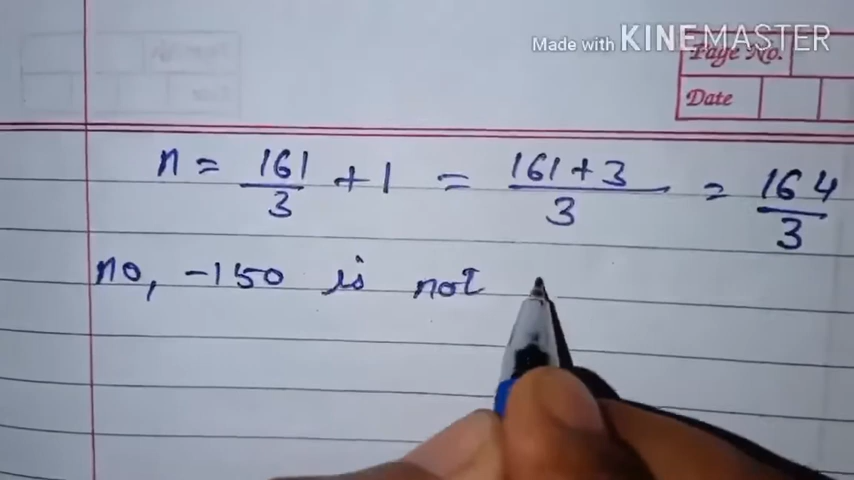 Made with KINEMASTER
Page No.
Date
n = 161/3 + 1 = 161+3/3 = 164/3
no, -150 is not